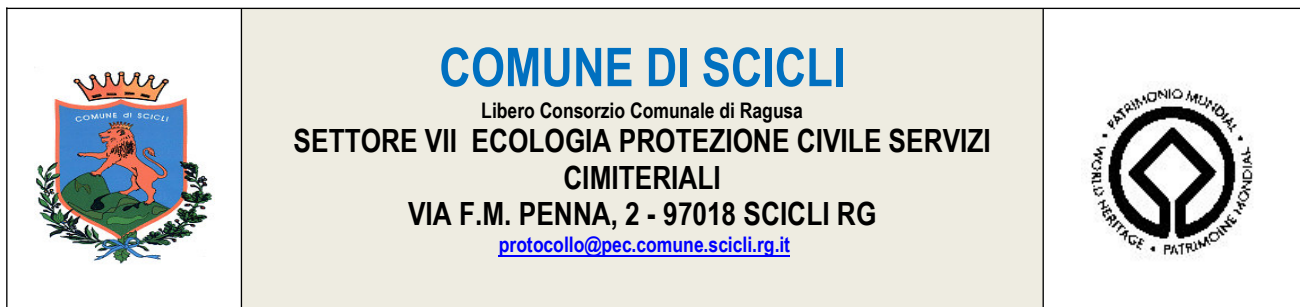 COMUNE DI SCICLI
COMUNE DI SCICLI
Libero Consorzio Comunale di Ragusa
SETTORE VII ECOLOGIA PROTEZIONE CIVILE SERVIZI
CIMITERIALI
VIA F.M. PENNA, 2 - 97018 SCICLI RG
protocollo@pec.comune.scicli.rg.it
PATRIMONIO MUNDIAL • WORLD HERITAGE • PATRIMOINE MONDIAL •